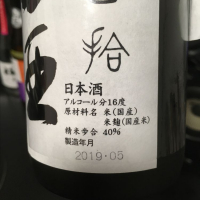 拾
日本酒
アルコール分16度
原材料名 米(国産)
米麹(国産米)
精米歩合 40%
製造年月
2019.05